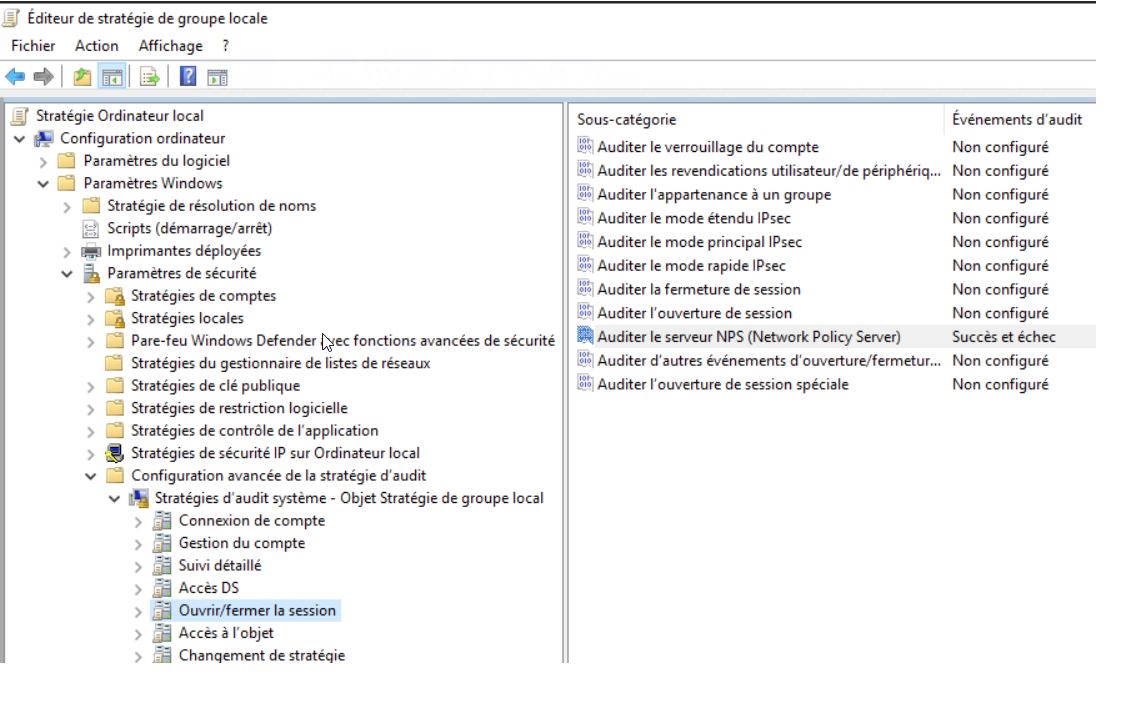 Éditeur de stratégie de groupe locale
Fichier Action Affichage ?
Stratégie Ordinateur local
Configuration ordinateur
Paramètres du logiciel
Paramètres Windows
Stratégie de résolution de noms
Scripts (démarrage/arrêt)
Imprimantes déployées
Paramètres de sécurité
Stratégies de comptes
Stratégies locales
Pare-feu Windows Defender avec fonctions avancées de sécurité
Stratégies du gestionnaire de listes de réseaux
Stratégies de clé publique
Stratégies de restriction logicielle
Stratégies de contrôle de l'application
Stratégies de sécurité IP sur Ordinateur local
Configuration avancée de la stratégie d'audit
Stratégies d'audit système - Objet Stratégie de groupe local
Connexion de compte
Gestion du compte
Suivi détaillé
Accès DS
Ouvrir/fermer la session
Accès à l'objet
Changement de stratégie
Sous-catégorie Événements d'audit
Auditer le verrouillage du compte Non configuré
Auditer les revendications utilisateur/de périphériq... Non configuré
Auditer l'appartenance à un groupe Non configuré
Auditer le mode étendu IPsec Non configuré
Auditer le mode principal IPsec Non configuré
Auditer le mode rapide IPsec Non configuré
Auditer la fermeture de session Non configuré
Auditer l'ouverture de session Non configuré
Auditer le serveur NPS (Network Policy Server) Succès et échec
Auditer d'autres événements d'ouverture/fermetur... Non configuré
Auditer l'ouverture de session spéciale Non configuré